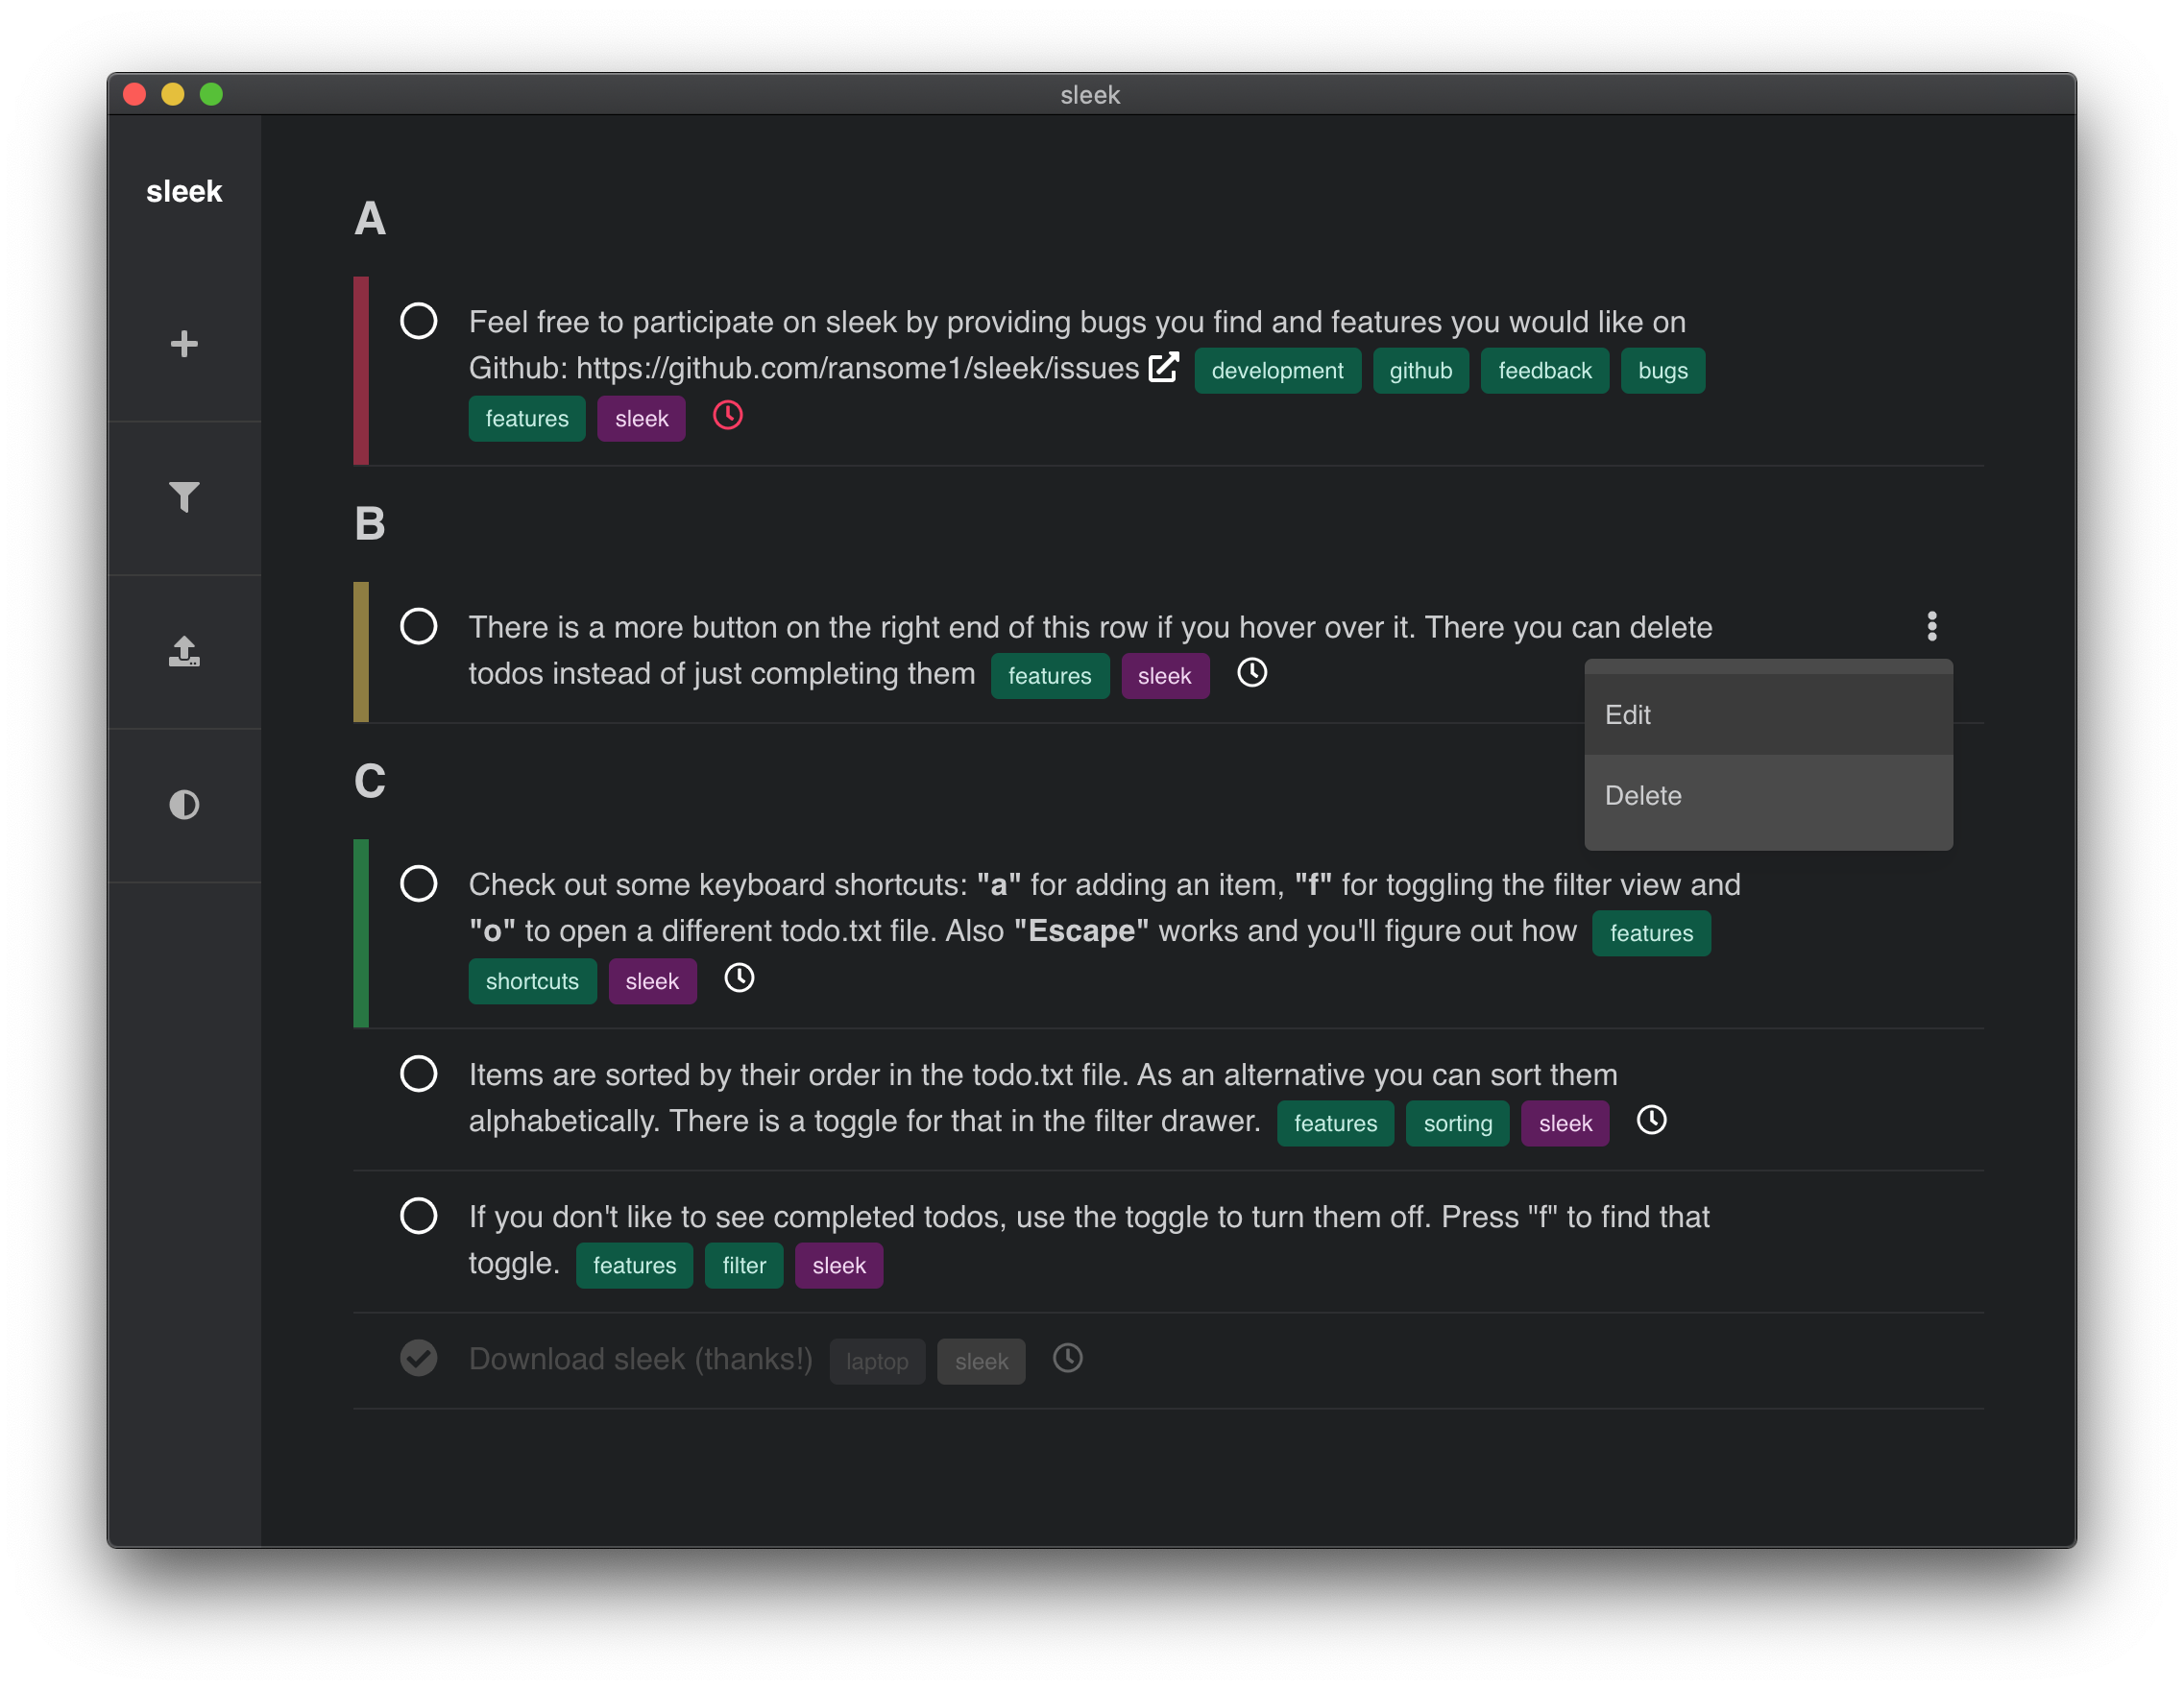 sleek
sleek
A
Feel free to participate on sleek by providing bugs you find and features you would like on
Github: https://github.com/ransome1/sleek/issues development github feedback bugs
features sleek
B
There is a more button on the right end of this row if you hover over it. There you can delete
todos instead of just completing them features sleek
Edit
Delete
C
Check out some keyboard shortcuts: "a" for adding an item, "f" for toggling the filter view and
"o" to open a different todo.txt file. Also "Escape" works and you'll figure out how features
shortcuts sleek
Items are sorted by their order in the todo.txt file. As an alternative you can sort them
alphabetically. There is a toggle for that in the filter drawer. features sorting sleek
If you don't like to see completed todos, use the toggle to turn them off. Press "f" to find that
toggle. features filter sleek
Download sleek (thanks!) laptop sleek